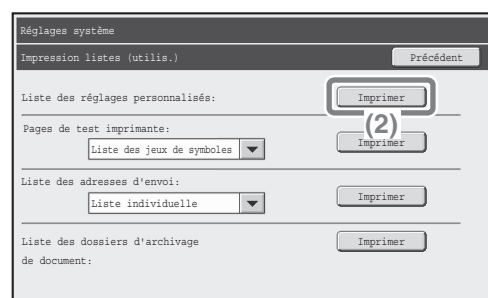 Réglages système
Impression listes (utilis.)
Précédent
Liste des réglages personnalisés:
Imprimer
(2)
Pages de test imprimante:
Liste des jeux de symboles
Imprimer
Liste des adresses d'envoi:
Liste individuelle
Imprimer
Liste des dossiers d'archivage
de document:
Imprimer